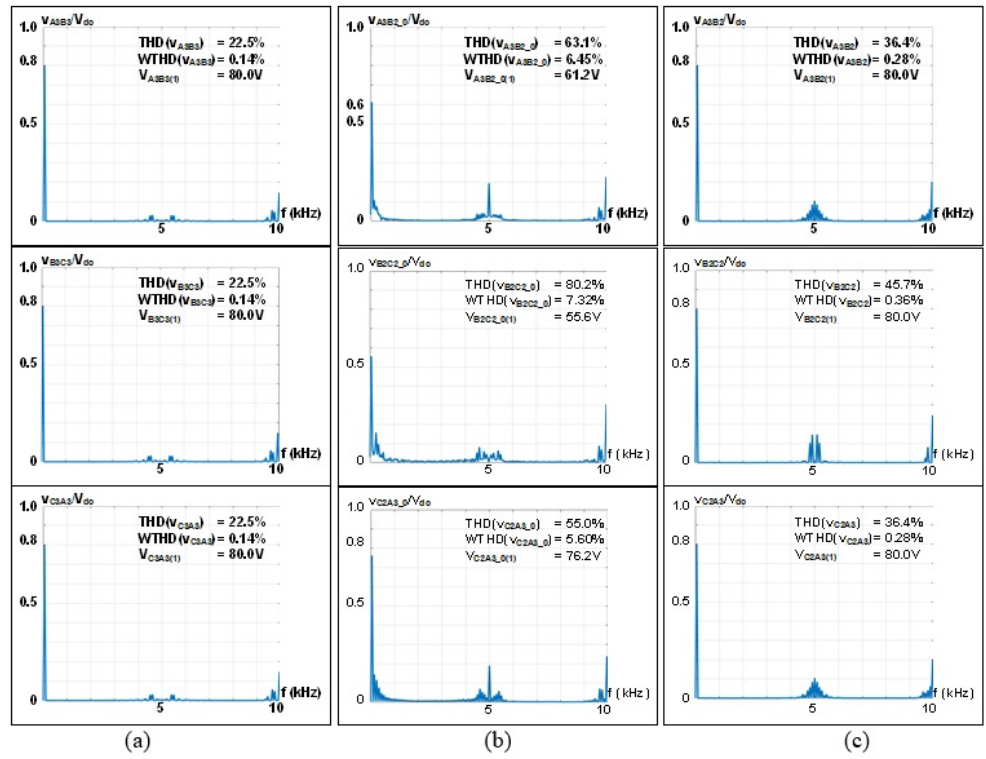 vA3B3/Vdo
1.0
THD(vA3B3) = 22.5%
WTHD(vA3B3) = 0.14%
VA3B3(1) = 80.0V
0.8
0.5
0
f (kHz)
5
10
vA3B2_0/Vdo
1.0
THD(vA3B2_0) = 63.1%
WTHD(vA3B2_0) = 6.45%
VA3B2_0(1) = 61.2V
0.6
0.5
0
f (kHz)
5
10
vA3B2/Vdo
1.0
THD(vA3B2) = 36.4%
WTHD(vA3B2) = 0.28%
VA3B2(1) = 80.0V
0.8
0.5
0
f (kHz)
5
10
vB3C3/Vdo
1.0
THD(vB3C3) = 22.5%
WTHD(vB3C3) = 0.14%
VB3C3(1) = 80.0V
0.8
0.5
0
f (kHz)
5
10
vB2C2_0/Vdo
1.0
THD(vB2C2_0) = 80.2%
WTHD(vB2C2_0) = 7.32%
VB2C2_0(1) = 55.6V
0.5
0
f (kHz)
5
10
vB2C2/Vdo
1.0
THD(vB2C2) = 45.7%
WTHD(vB2C2) = 0.36%
VB2C2(1) = 80.0V
0.8
0.5
0
f (kHz)
5
10
vC3A3/Vdo
1.0
THD(vC3A3) = 22.5%
WTHD(vC3A3) = 0.14%
VC3A3(1) = 80.0V
0.8
0.5
0
f (kHz)
5
10
vC2A3_0/Vdo
1.0
THD(vC2A3_0) = 55.0%
WTHD(vC2A3_0) = 5.60%
VC2A3_0(1) = 76.2V
0.8
0.5
0
f (kHz)
5
10
vC2A3/Vdo
1.0
THD(vC2A3) = 36.4%
WTHD(vC2A3) = 0.28%
VC2A3(1) = 80.0V
0.8
0.5
0
f (kHz)
5
10
(a)
(b)
(c)